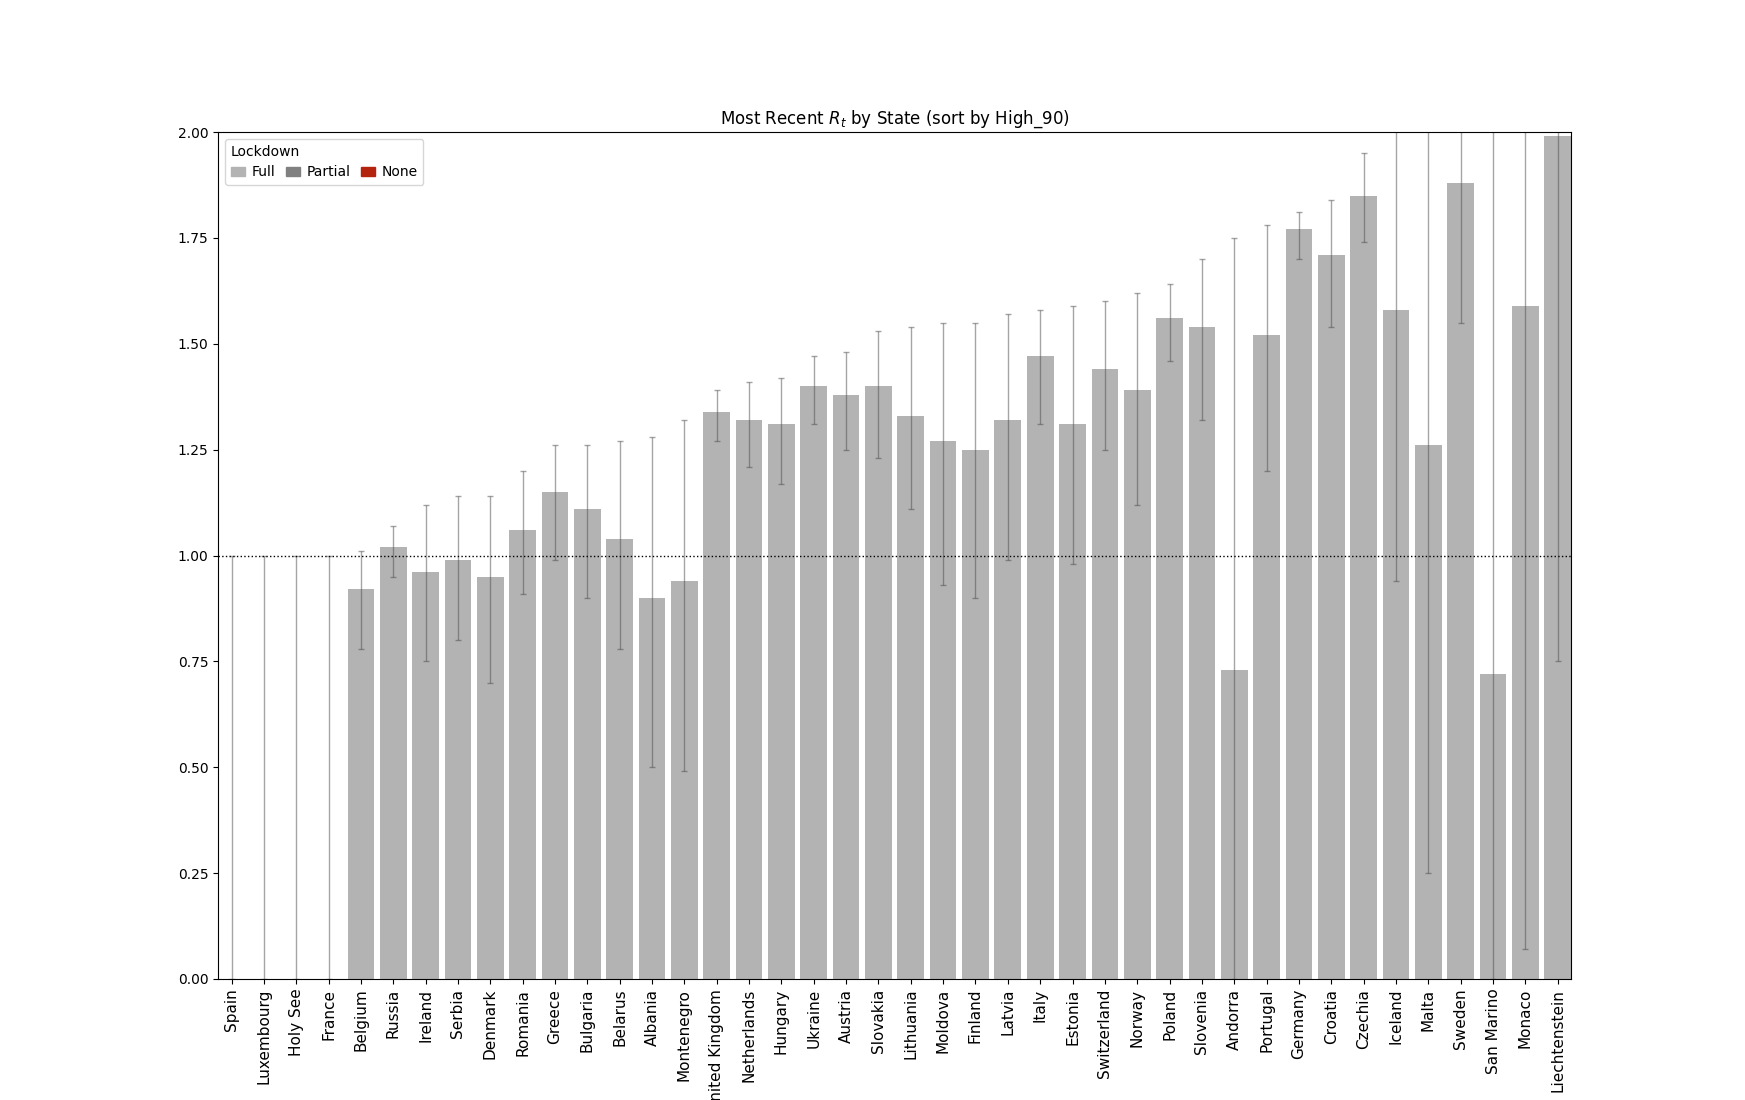 Most Recent R_t by State (sort by High_90)
Lockdown
Full Partial None
2.00
1.75
1.50
1.25
1.00
0.75
0.50
0.25
0.00
Spain
Luxembourg
Holy See
France
Belgium
Russia
Ireland
Serbia
Denmark
Romania
Greece
Bulgaria
Belarus
Albania
Montenegro
nited Kingdom
Netherlands
Hungary
Ukraine
Austria
Slovakia
Lithuania
Moldova
Finland
Latvia
Italy
Estonia
Switzerland
Norway
Poland
Slovenia
Andorra
Portugal
Germany
Croatia
Czechia
Iceland
Malta
Sweden
San Marino
Monaco
Liechtenstein